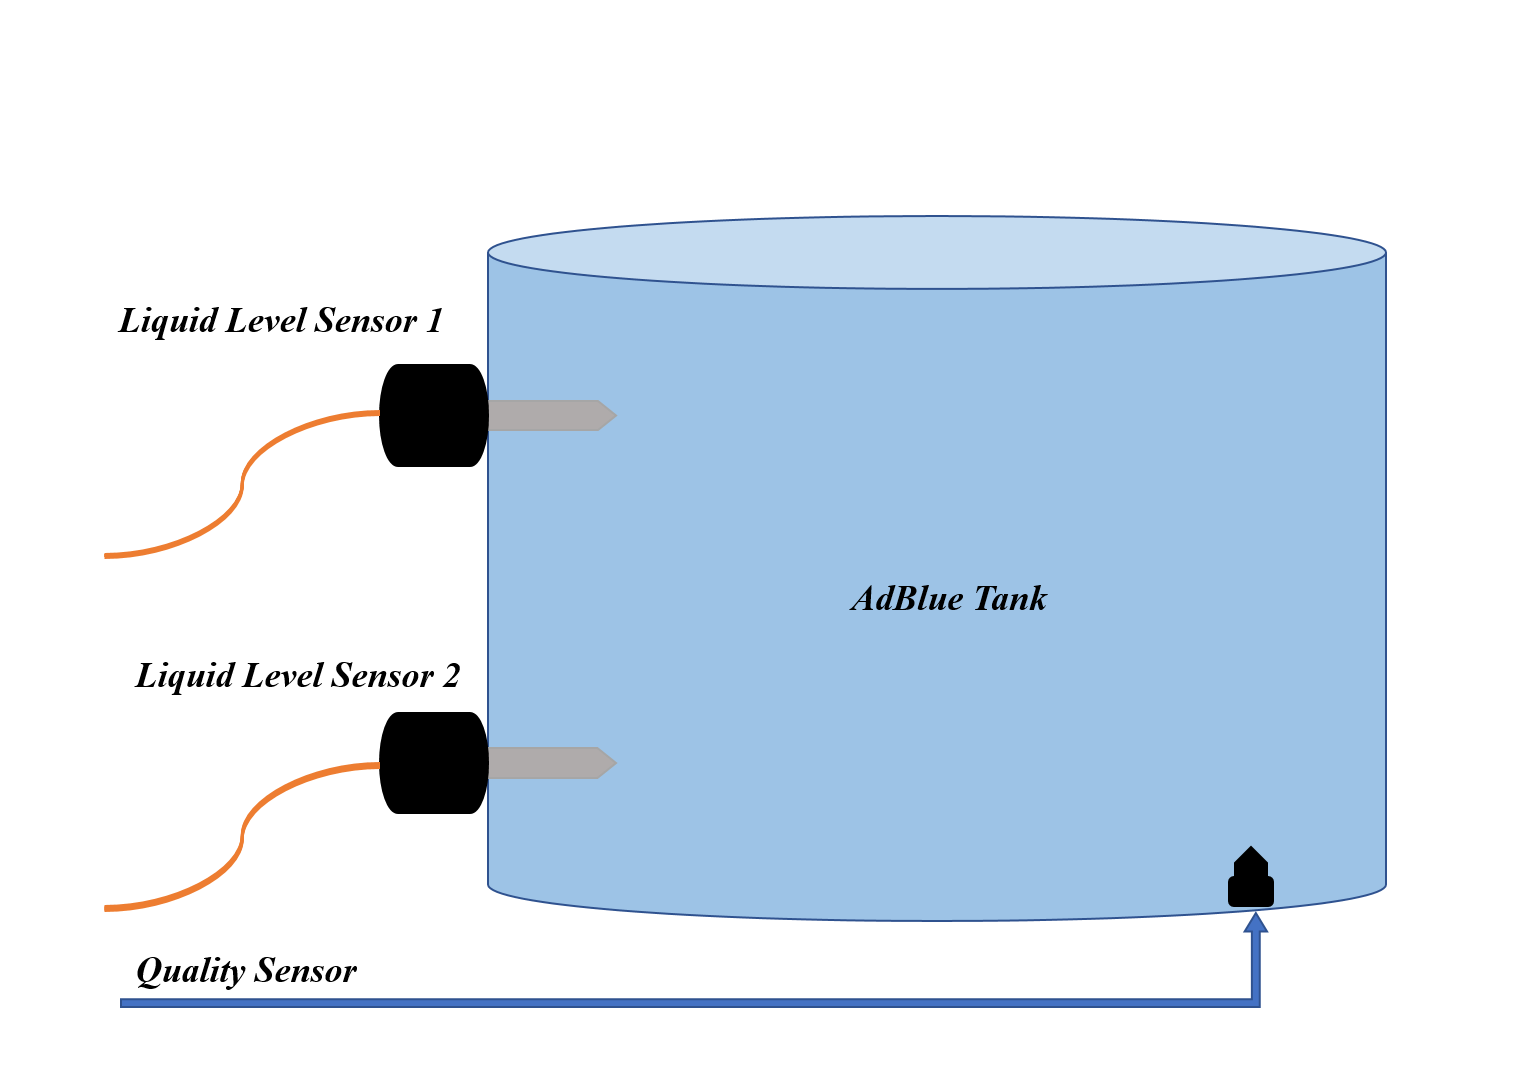 Liquid Level Sensor 1
AdBlue Tank
Liquid Level Sensor 2
Quality Sensor